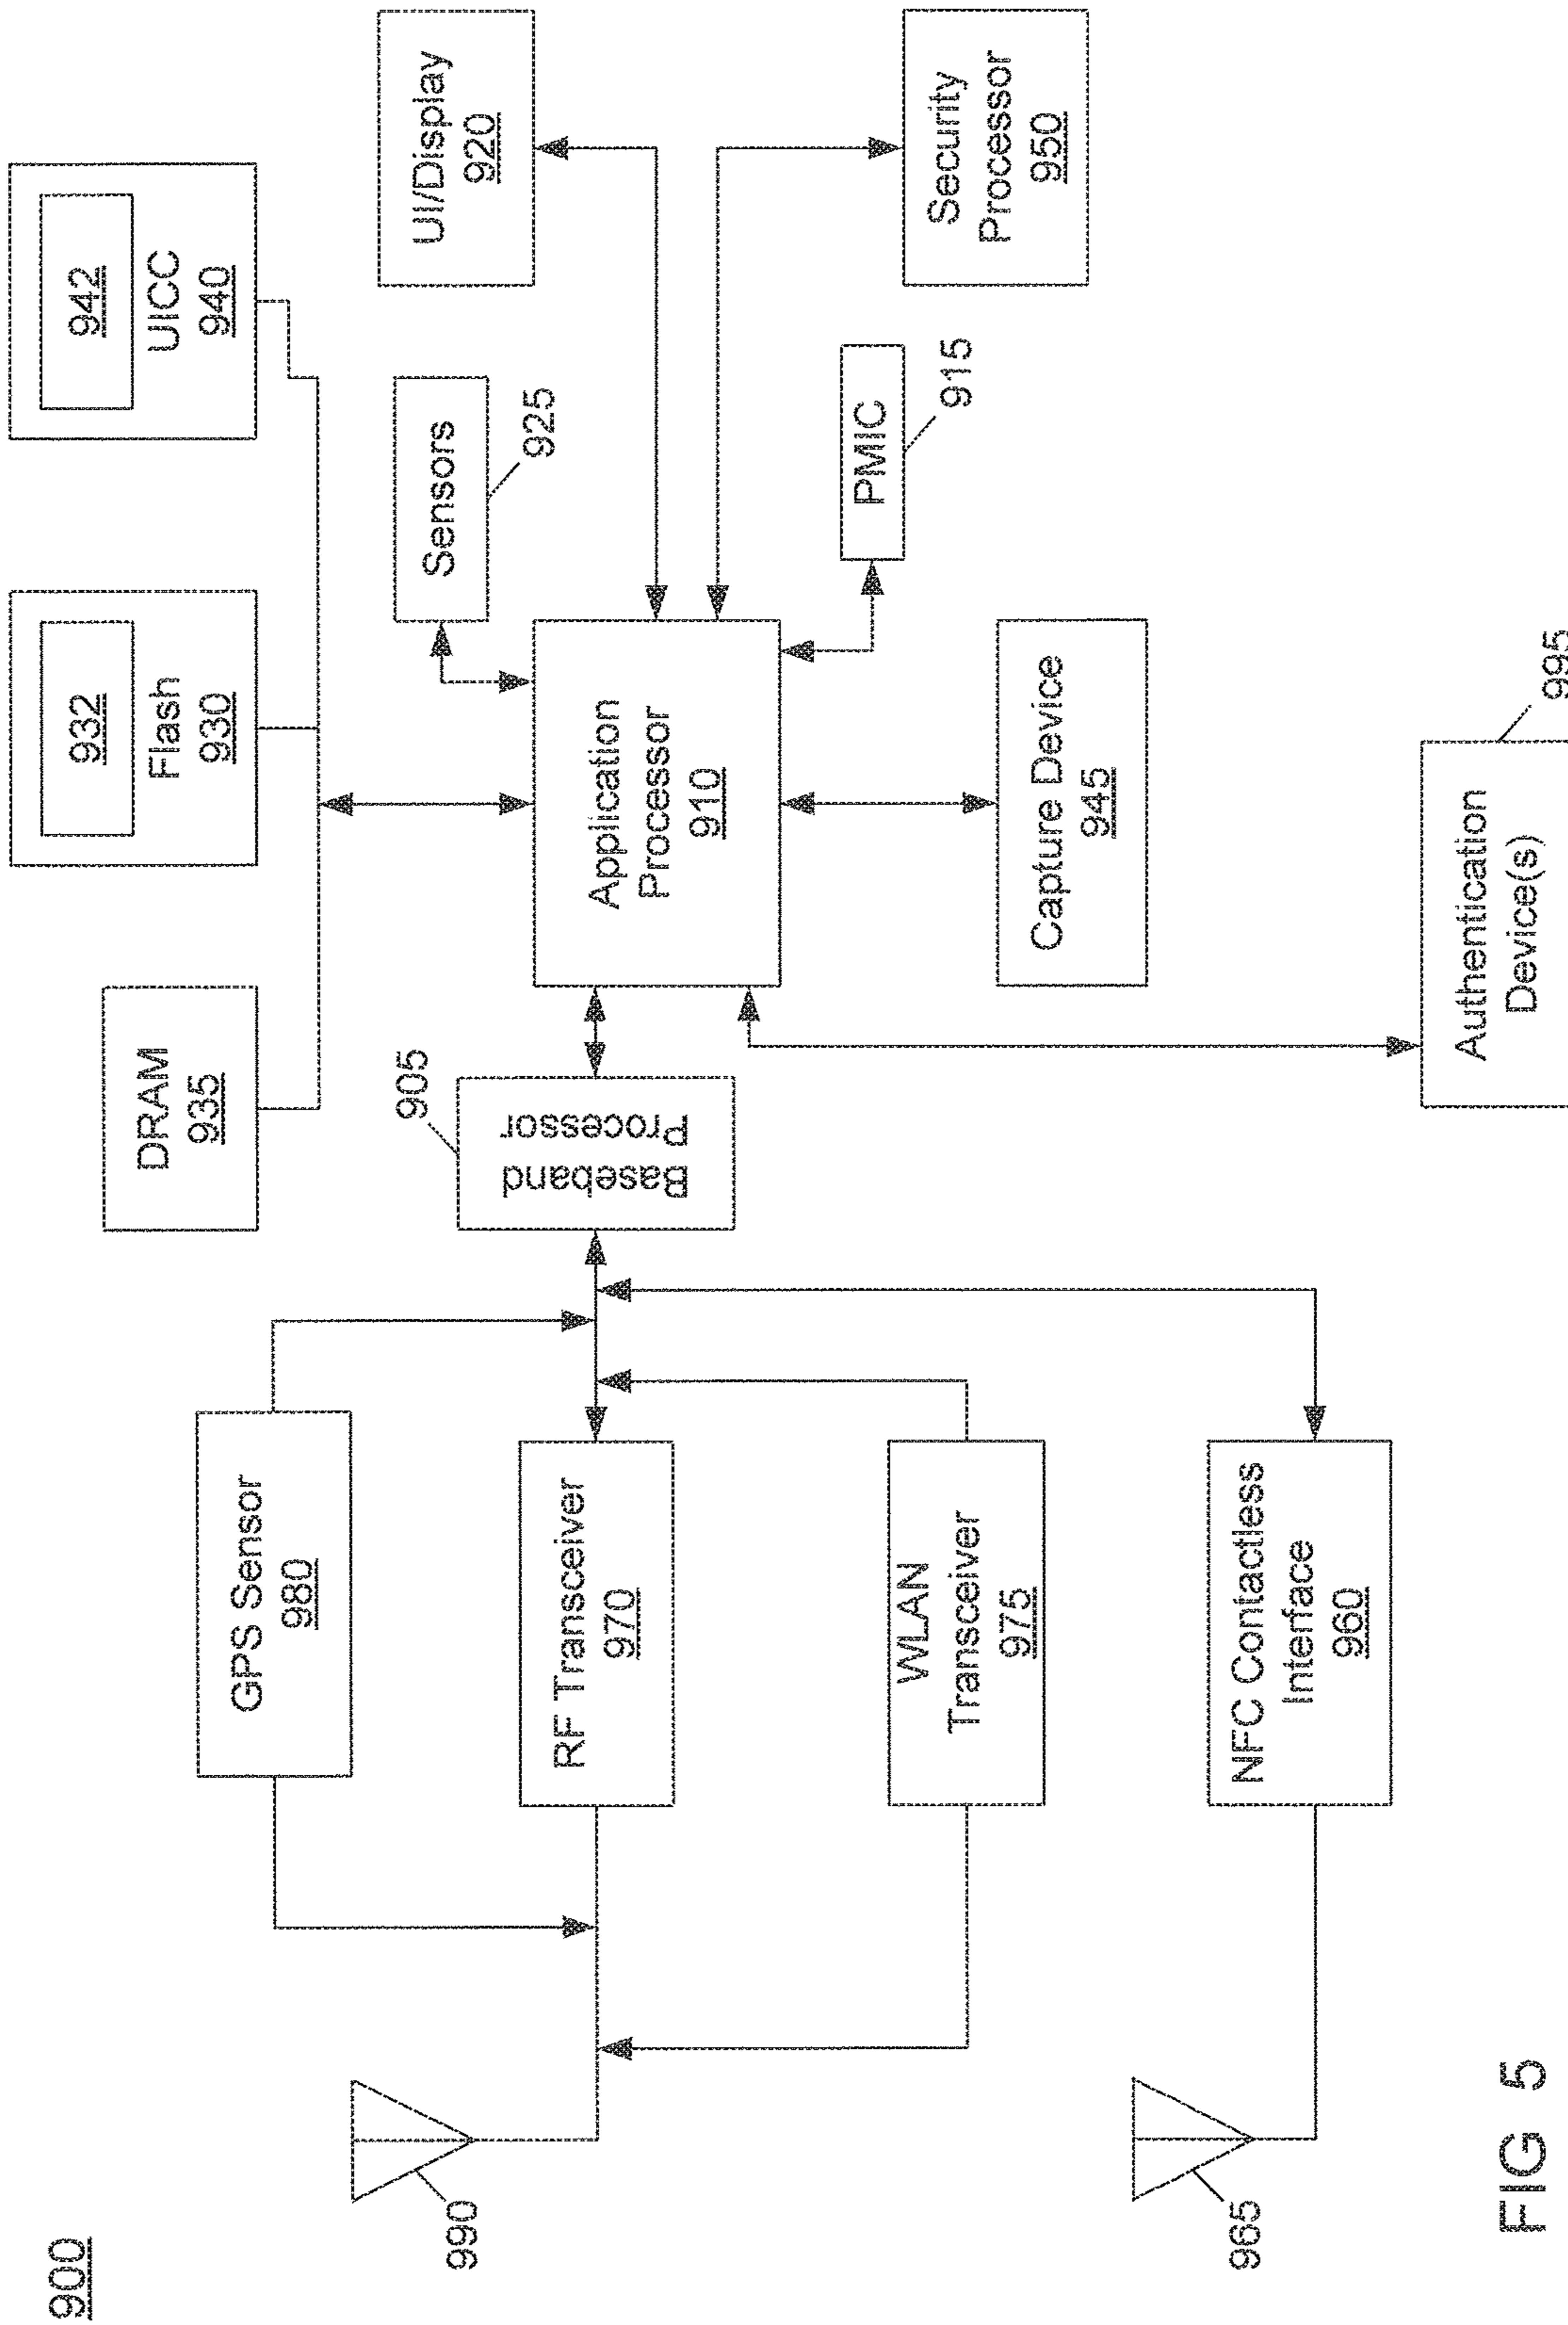 900
DRAM
935
932
Flash
930
942
UICC
940
GPS Sensor
980
905
Baseband
Processor
Sensors
925
UI/Display
920
990
RF Transceiver
970
Application
Processor
910
WLAN
Transceiver
975
PMIC
915
Security
Processor
950
Capture Device
945
965
NFC Contactless
Interface
960
Authentication
Device(s)
995
FIG 5